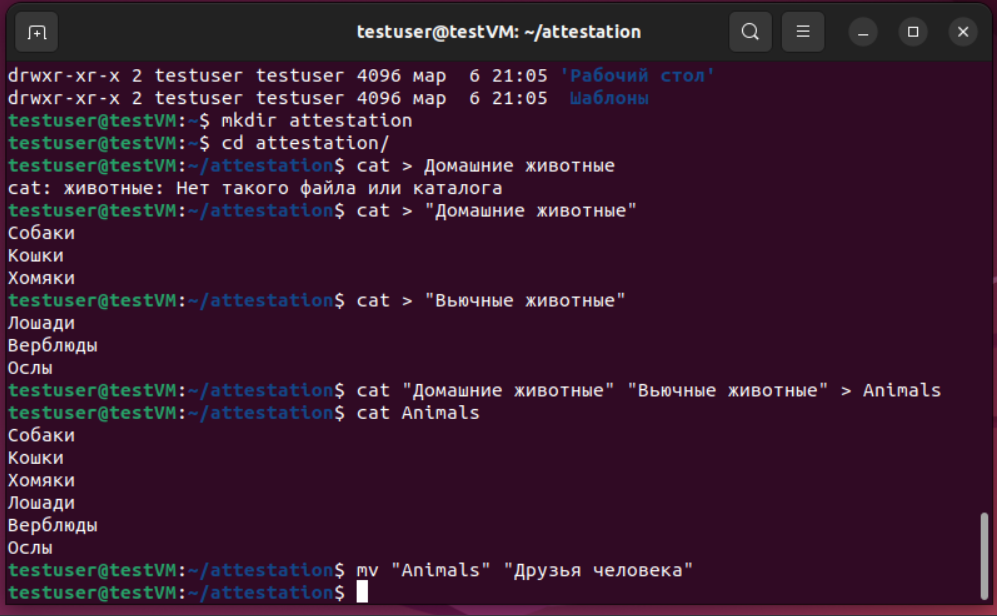 testuser@testVM: ~/attestation
drwxr-xr-x 2 testuser testuser 4096 мар  6 21:05 'Рабочий стол'
drwxr-xr-x 2 testuser testuser 4096 мар  6 21:05  Шаблоны
testuser@testVM:~$ mkdir attestation
testuser@testVM:~$ cd attestation/
testuser@testVM:~/attestation$ cat > Домашние животные
cat: животные: Нет такого файла или каталога
testuser@testVM:~/attestation$ cat > "Домашние животные"
Собаки
Кошки
Хомяки
testuser@testVM:~/attestation$ cat > "Вьючные животные"
Лошади
Верблюды
Ослы
testuser@testVM:~/attestation$ cat "Домашние животные" "Вьючные животные" > Animals
testuser@testVM:~/attestation$ cat Animals
Собаки
Кошки
Хомяки
Лошади
Верблюды
Ослы
testuser@testVM:~/attestation$ mv "Animals" "Друзья человека"
testuser@testVM:~/attestation$